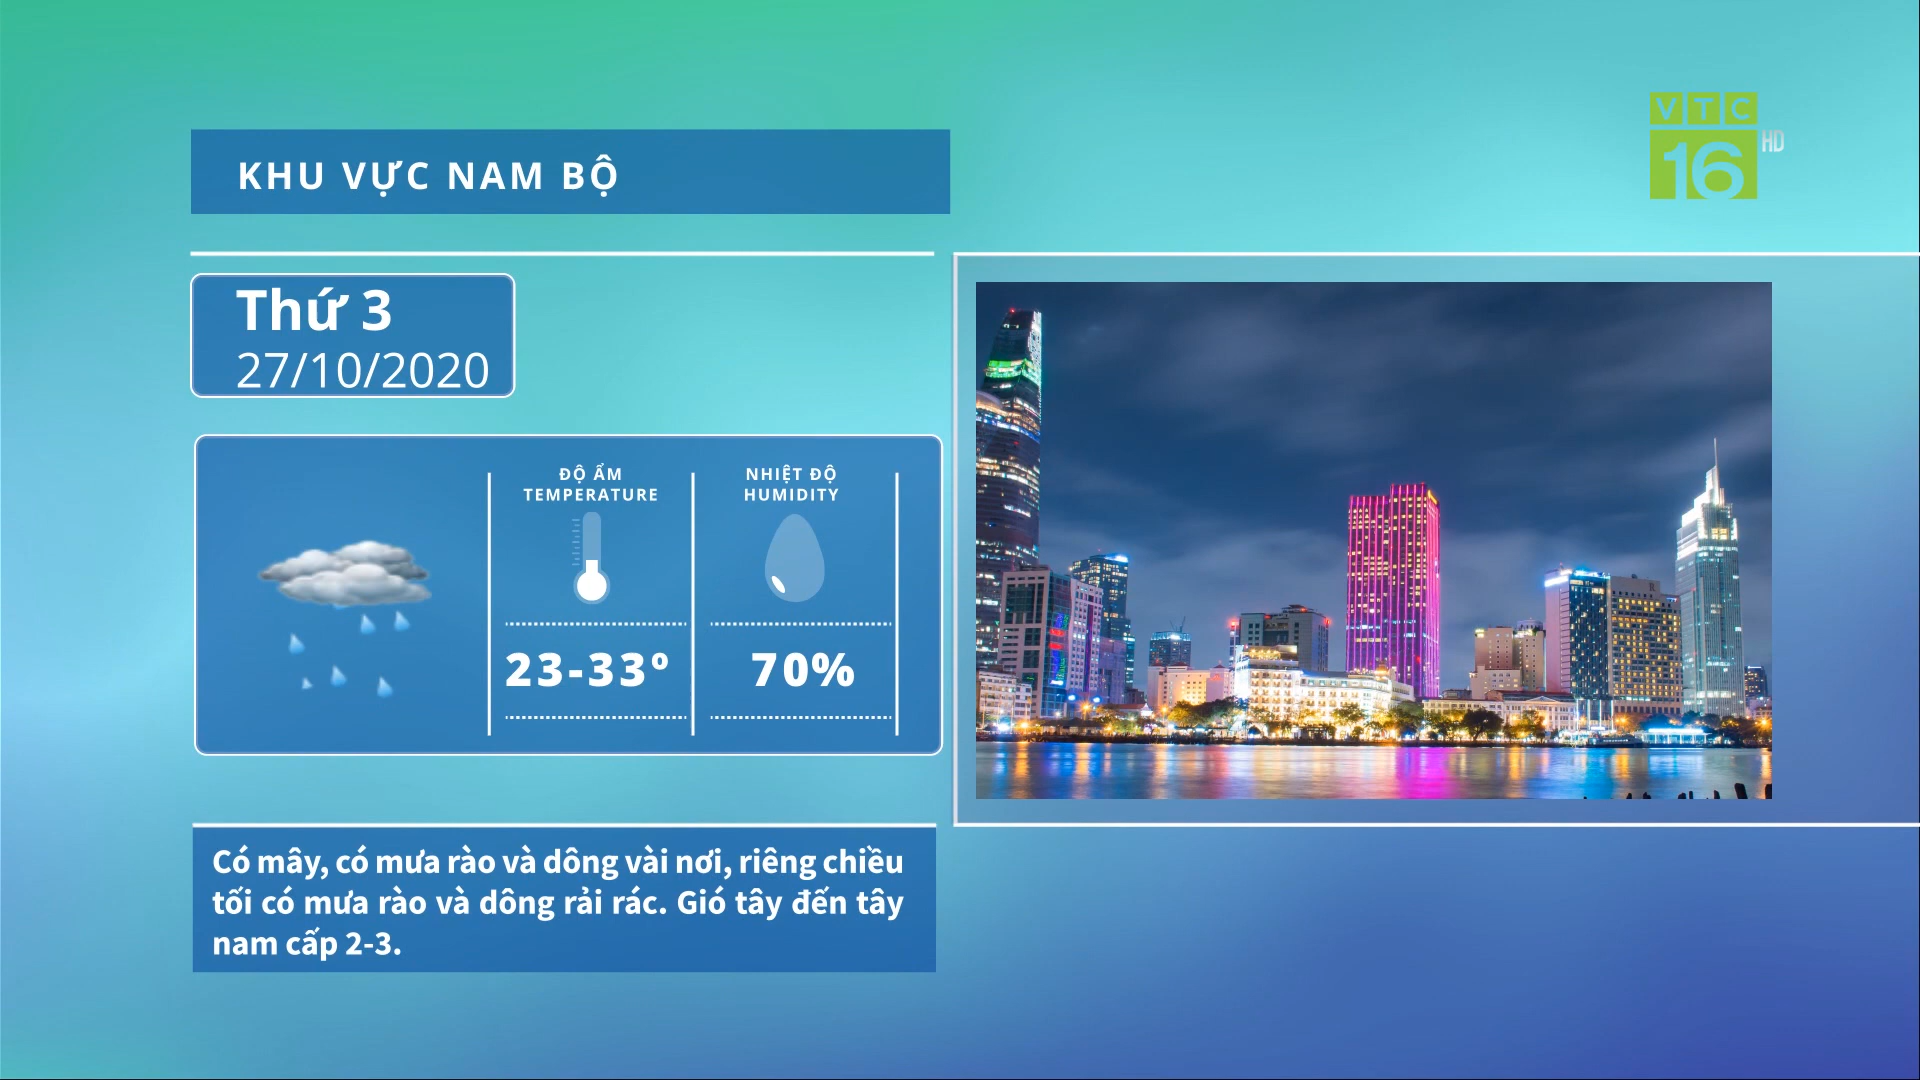 VTC
16
HD
KHU VỰC NAM BỘ
Thứ 3
27/10/2020
ĐỘ ẨM
TEMPERATURE
23-33º
NHIỆT ĐỘ
HUMIDITY
70%
Có mây, có mưa rào và dông vài nơi, riêng chiều
tối có mưa rào và dông rải rác. Gió tây đến tây
nam cấp 2-3.